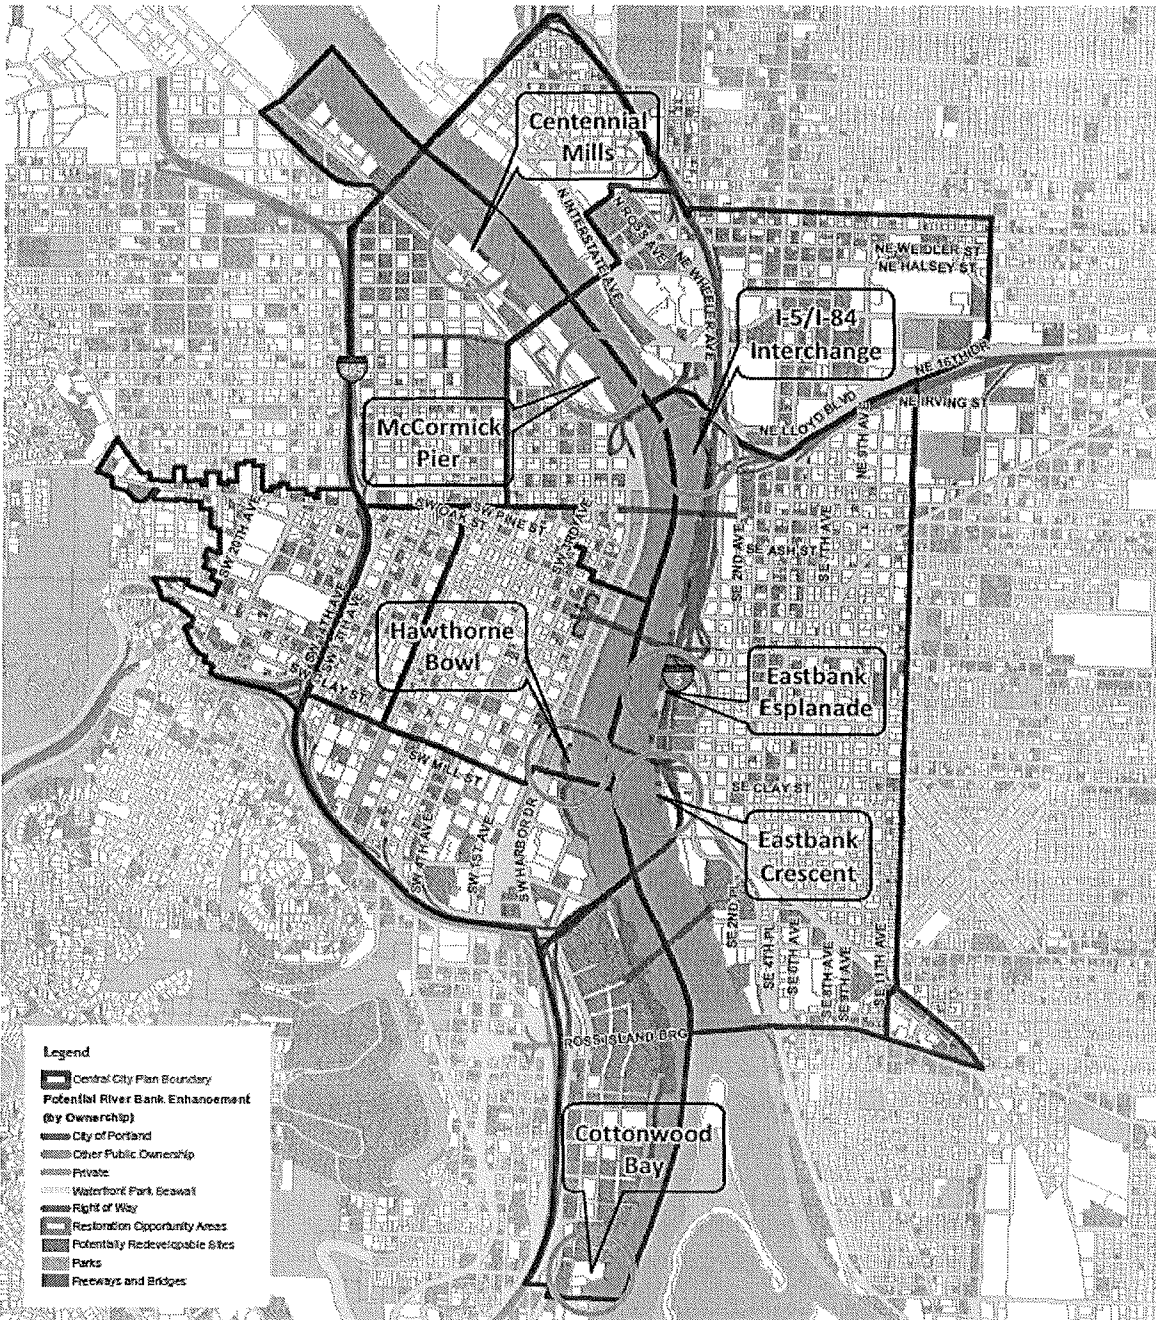 Centennial
Mills
N INTERSTATE AVE
N ROSS AVE
NE WHEELER AVE
NE WEIDLER ST
NE HALSEY ST
I-5/I-84
Interchange
NE 16TH DR
NE LLOYD BLVD
NE IRVING ST
NE 9TH AVE
McCormick
Pier
SW OAK ST
SW PINE ST
SW 3RD AVE
SW 20TH AVE
SE 2ND AVE
SE ASH ST
SE 7TH AVE
SW 14TH AVE
SW CLAY ST
Hawthorne
Bowl
Eastbank
Esplanade
SW MILL ST
SE CLAY ST
SW 4TH AVE
SW 1ST AVE
SW HARBOR DR
Eastbank
Crescent
SE 2ND PL
SE 4TH PL
SE 6TH AVE
SE 8TH AVE
SE 9TH AVE
SE 11TH AVE
ROSS ISLAND BRG
Cottonwood
Bay
Legend
Central City Plan Boundary
Potential River Bank Enhancement
(by Ownership)
City of Portland
Other Public Ownership
Private
Waterfront Park Seawall
Right of Way
Restoration Opportunity Areas
Potentially Redevelopable Sites
Parks
Freeways and Bridges